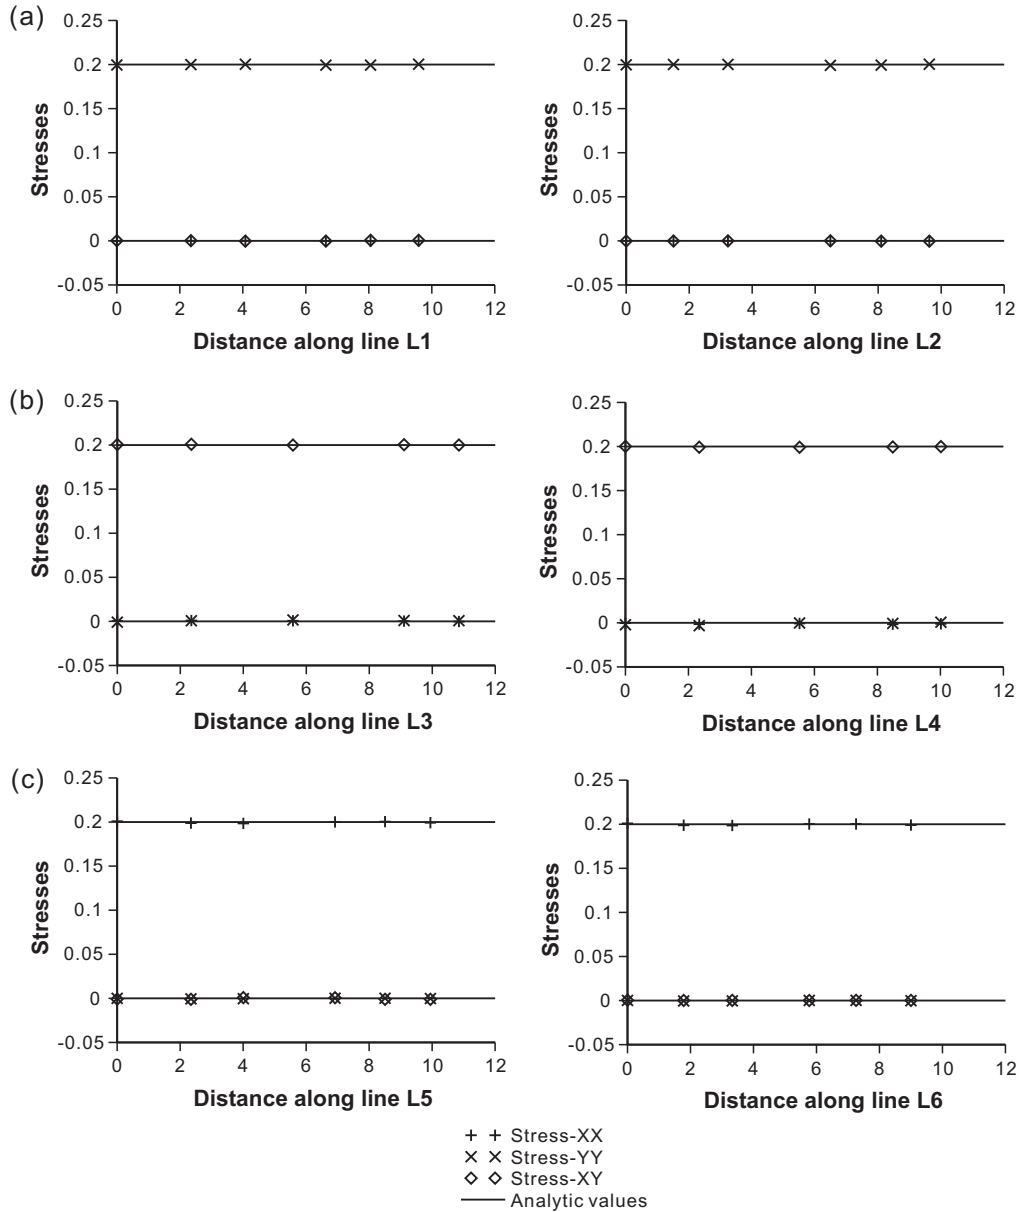 (a)
0.25
0.2
0.15
0.1
0.05
0
-0.05
0 2 4 6 8 10 12
Stresses
Distance along line L1
0.25
0.2
0.15
0.1
0.05
0
-0.05
0 2 4 6 8 10 12
Stresses
Distance along line L2
(b)
0.25
0.2
0.15
0.1
0.05
0
-0.05
0 2 4 6 8 10 12
Stresses
Distance along line L3
0.25
0.2
0.15
0.1
0.05
0
-0.05
0 2 4 6 8 10 12
Stresses
Distance along line L4
(c)
0.25
0.2
0.15
0.1
0.05
0
-0.05
0 2 4 6 8 10 12
Stresses
Distance along line L5
0.25
0.2
0.15
0.1
0.05
0
-0.05
0 2 4 6 8 10 12
Stresses
Distance along line L6
Stress-XX
Stress-YY
Stress-XY
Analytic values